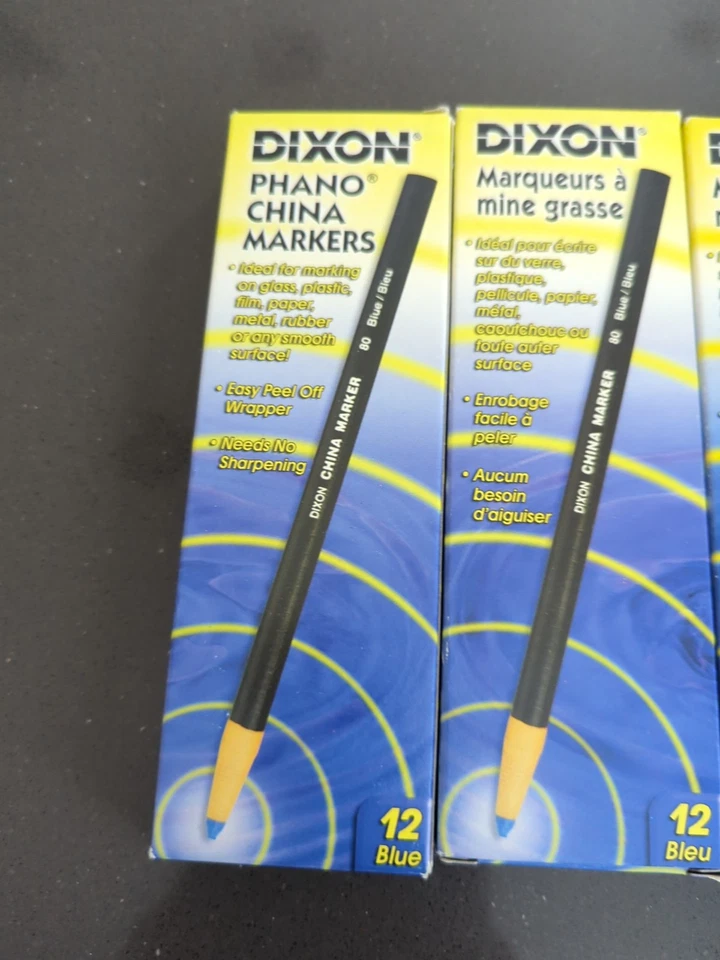 DIXON®
PHANO®
CHINA
MARKERS
• Ideal for marking
on glass, plastic,
film, paper,
metal, rubber
or any smooth
surface!
• Easy Peel Off
Wrapper
• Needs No
Sharpening
DIXON CHINA MARKER 80 Blue / Bleu
12
Blue
DIXON®
Marqueurs à
mine grasse
• Idéal pour écrire
sur du verre,
plastique,
pellicule, papier,
métal,
caoutchouc ou
toute auter
surface
• Enrobage
facile à
peler
• Aucum
besoin
d'aiguiser
DIXON CHINA MARKER 80 Blue / Bleu
12
Bleu